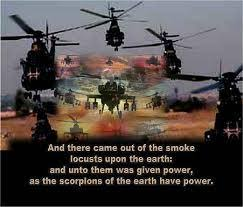 And there came out of the smoke
locusts upon the earth:
and unto them was given power,
as the scorpions of the earth have power.